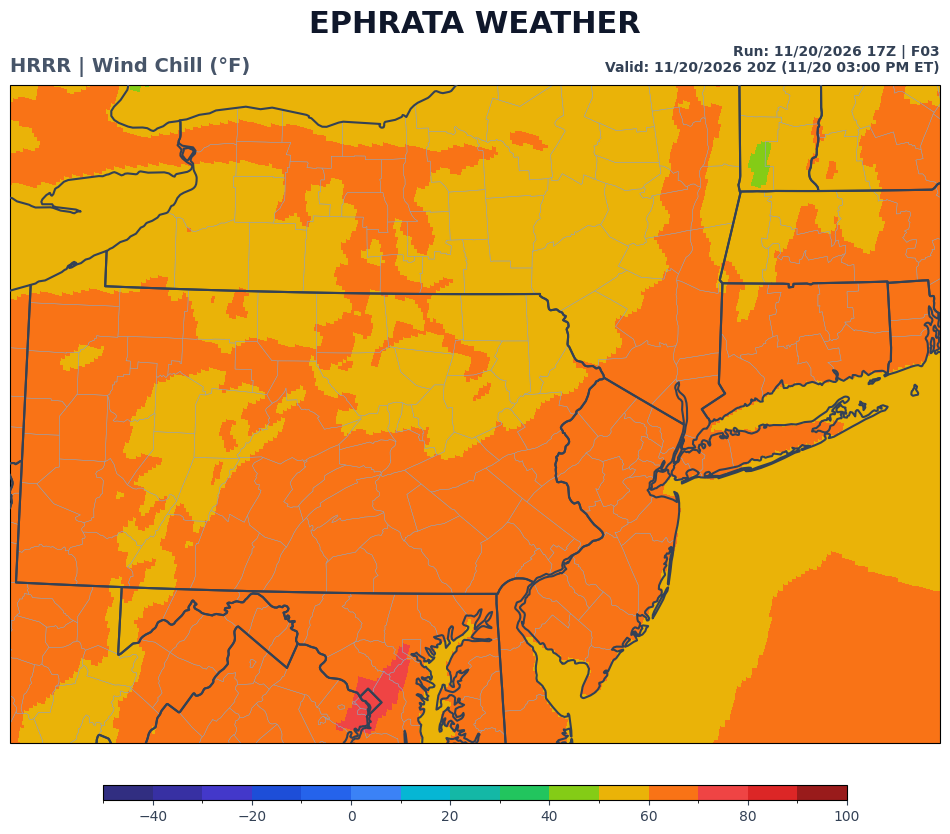 EPHRATA WEATHER
HRRR | Wind Chill (°F)
Run: 11/20/2026 17Z | F03
Valid: 11/20/2026 20Z (11/20 03:00 PM ET)
−40 −20 0 20 40 60 80 100